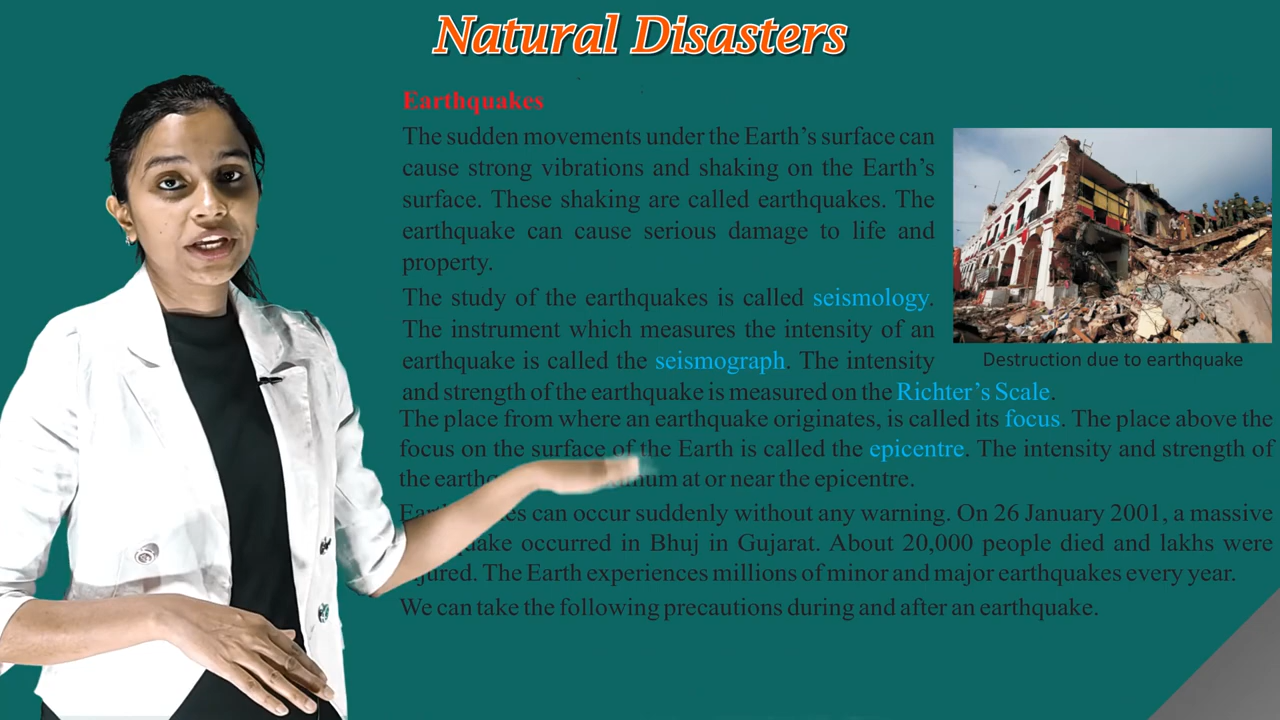 Natural Disasters
Earthquakes
The sudden movements under the Earth's surface can
cause strong vibrations and shaking on the Earth's
surface. These shaking are called earthquakes. The
earthquake can cause serious damage to life and
property.
The study of the earthquakes is called seismology.
The instrument which measures the intensity of an
earthquake is called the seismograph. The intensity
and strength of the earthquake is measured on the Richter's Scale.
Destruction due to earthquake
The place from where an earthquake originates, is called its focus. The place above the
focus on the surface of the Earth is called the epicentre. The intensity and strength of
the at or near the epicentre.
can occur suddenly without any warning. On 26 January 2001, a massive
occurred in Bhuj in Gujarat. About 20,000 people died and lakhs were
The Earth experiences millions of minor and major earthquakes every year.
We can take the following precautions during and after an earthquake.